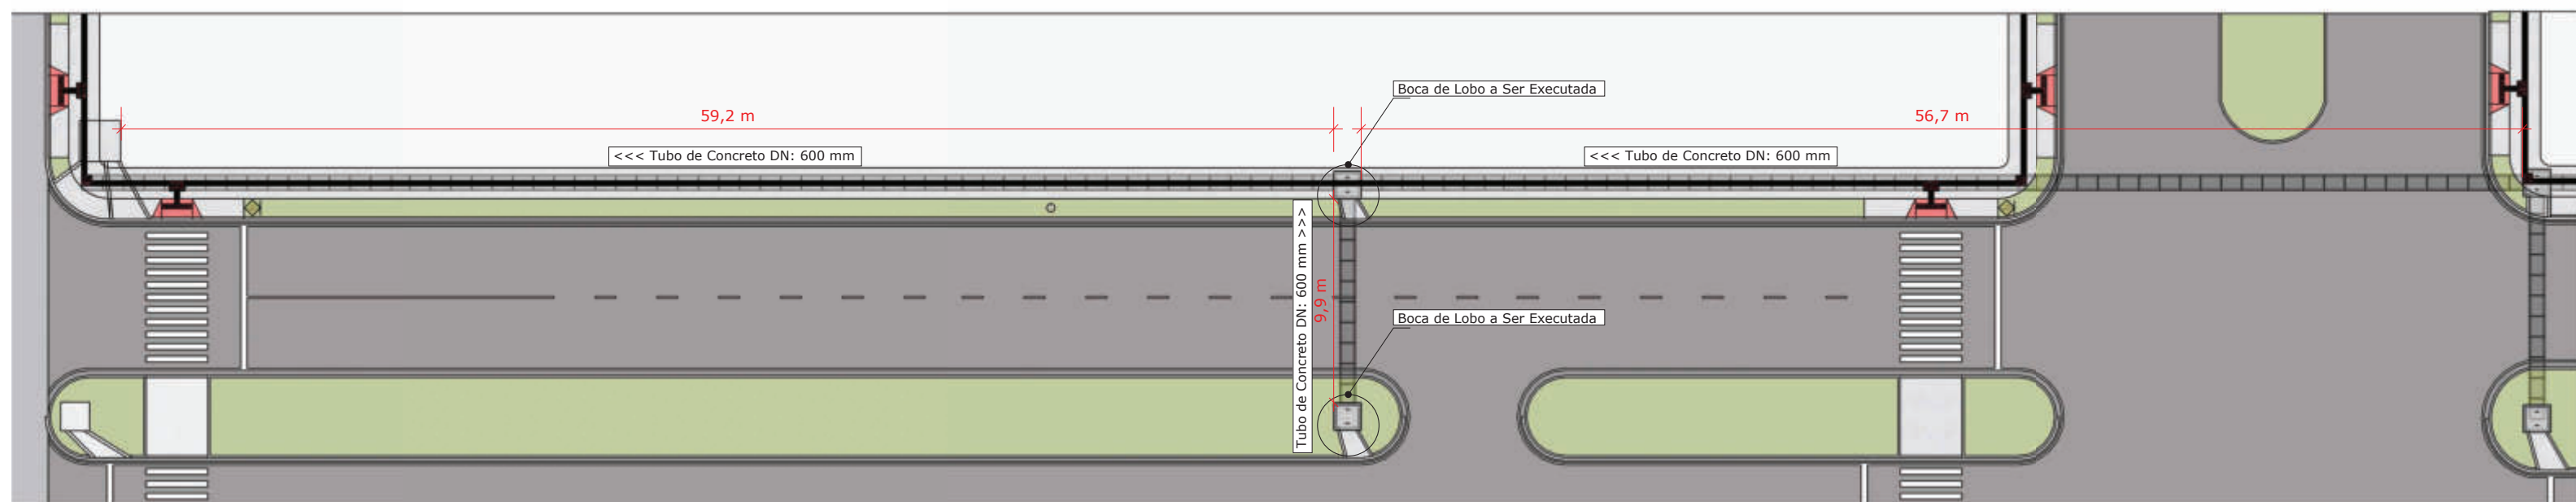 Boca de Lobo a Ser Executada
59,2 m
56,7 m
<<< Tubo de Concreto DN: 600 mm
<<< Tubo de Concreto DN: 600 mm
Tubo de Concreto DN: 600 mm >>>
9,9 m
Boca de Lobo a Ser Executada